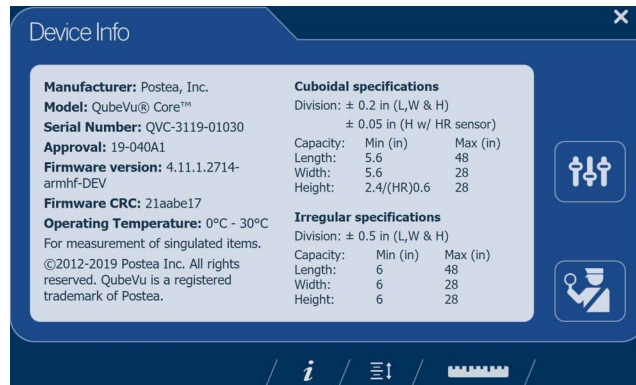 Device Info
Manufacturer: Postea, Inc.
Model: QubeVu® Core™
Serial Number: QVC-3119-01030
Approval: 19-040A1
Firmware version: 4.11.1.2714-
armhf-DEV
Firmware CRC: 21aabe17
Operating Temperature: 0°C - 30°C
For measurement of singulated items.
©2012-2019 Postea Inc. All rights
reserved. QubeVu is a registered
trademark of Postea.
Cuboidal specifications
Division: ± 0.2 in (L,W & H)
± 0.05 in (H w/ HR sensor)
Capacity: Min (in) Max (in)
Length: 5.6 48
Width: 5.6 28
Height: 2.4/(HR)0.6 28
Irregular specifications
Division: ± 0.5 in (L,W & H)
Capacity: Min (in) Max (in)
Length: 6 48
Width: 6 28
Height: 6 28